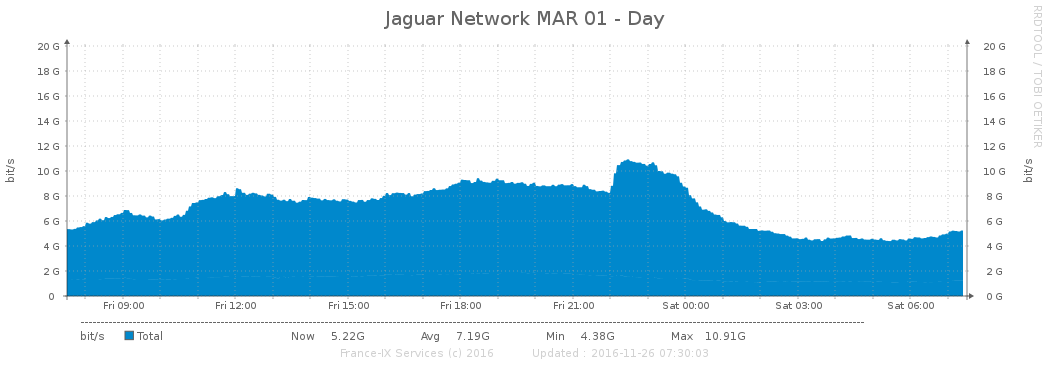 Jaguar Network MAR 01 - Day
RRDTOOL / TOBI OETIKER
bit/s
bit/s
20 G 20 G
18 G 18 G
16 G 16 G
14 G 14 G
12 G 12 G
10 G 10 G
8 G 8 G
6 G 6 G
4 G 4 G
2 G 2 G
0 0 G
Fri 09:00 Fri 12:00 Fri 15:00 Fri 18:00 Fri 21:00 Sat 00:00 Sat 03:00 Sat 06:00
bit/s Total Now 5.22G Avg 7.19G Min 4.38G Max 10.91G
France-IX Services (c) 2016 Updated : 2016-11-26 07:30:03